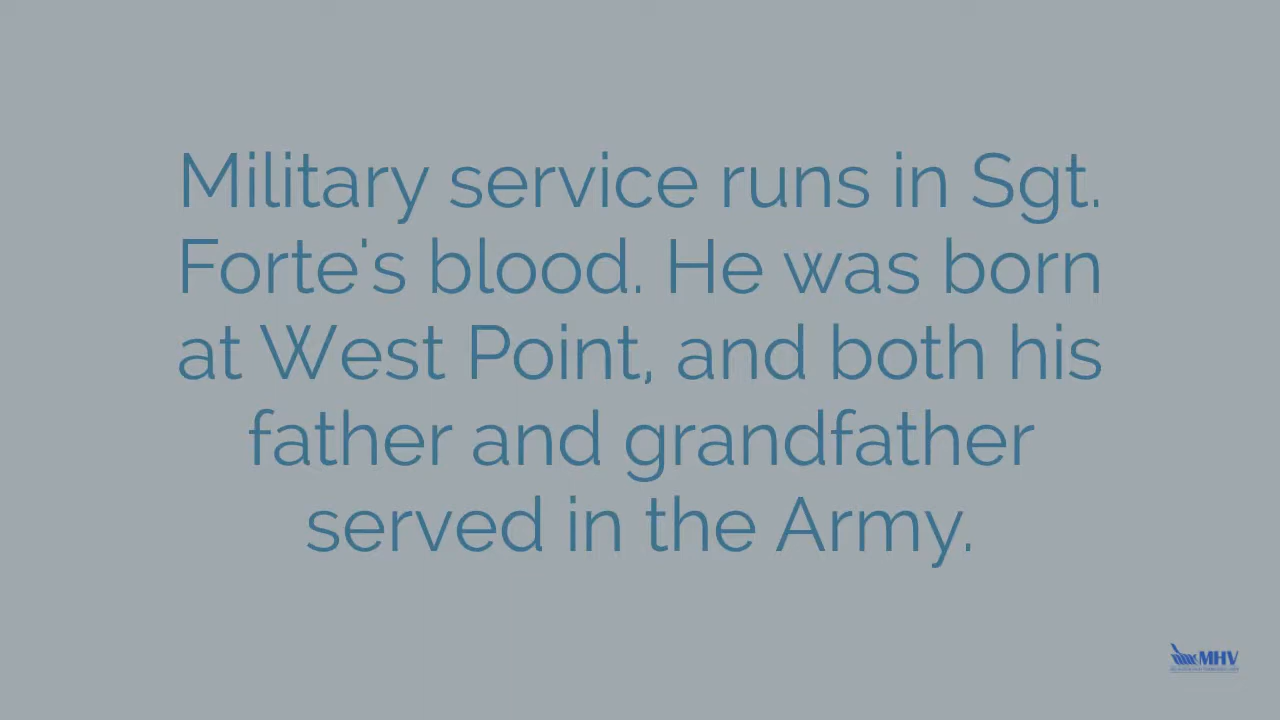 Military service runs in Sgt.
Forte's blood. He was born
at West Point, and both his
father and grandfather
served in the Army.
MHV